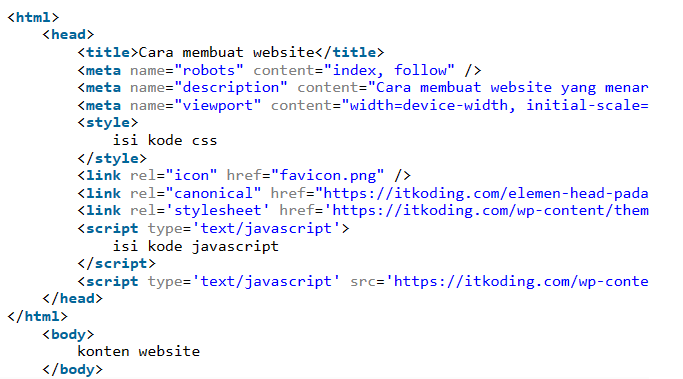 <html>
<head>
<title>Cara membuat website</title>
<meta name="robots" content="index, follow" />
<meta name="description" content="Cara membuat website yang menar
<meta name="viewport" content="width=device-width, initial-scale=
<style>
isi kode css
</style>
<link rel="icon" href="favicon.png" />
<link rel="canonical" href="https://itkoding.com/elemen-head-pada
<link rel='stylesheet' href='https://itkoding.com/wp-content/them
<script type='text/javascript'>
isi kode javascript
</script>
<script type='text/javascript' src='https://itkoding.com/wp-conte
</head>
</html>
<body>
konten website
</body>